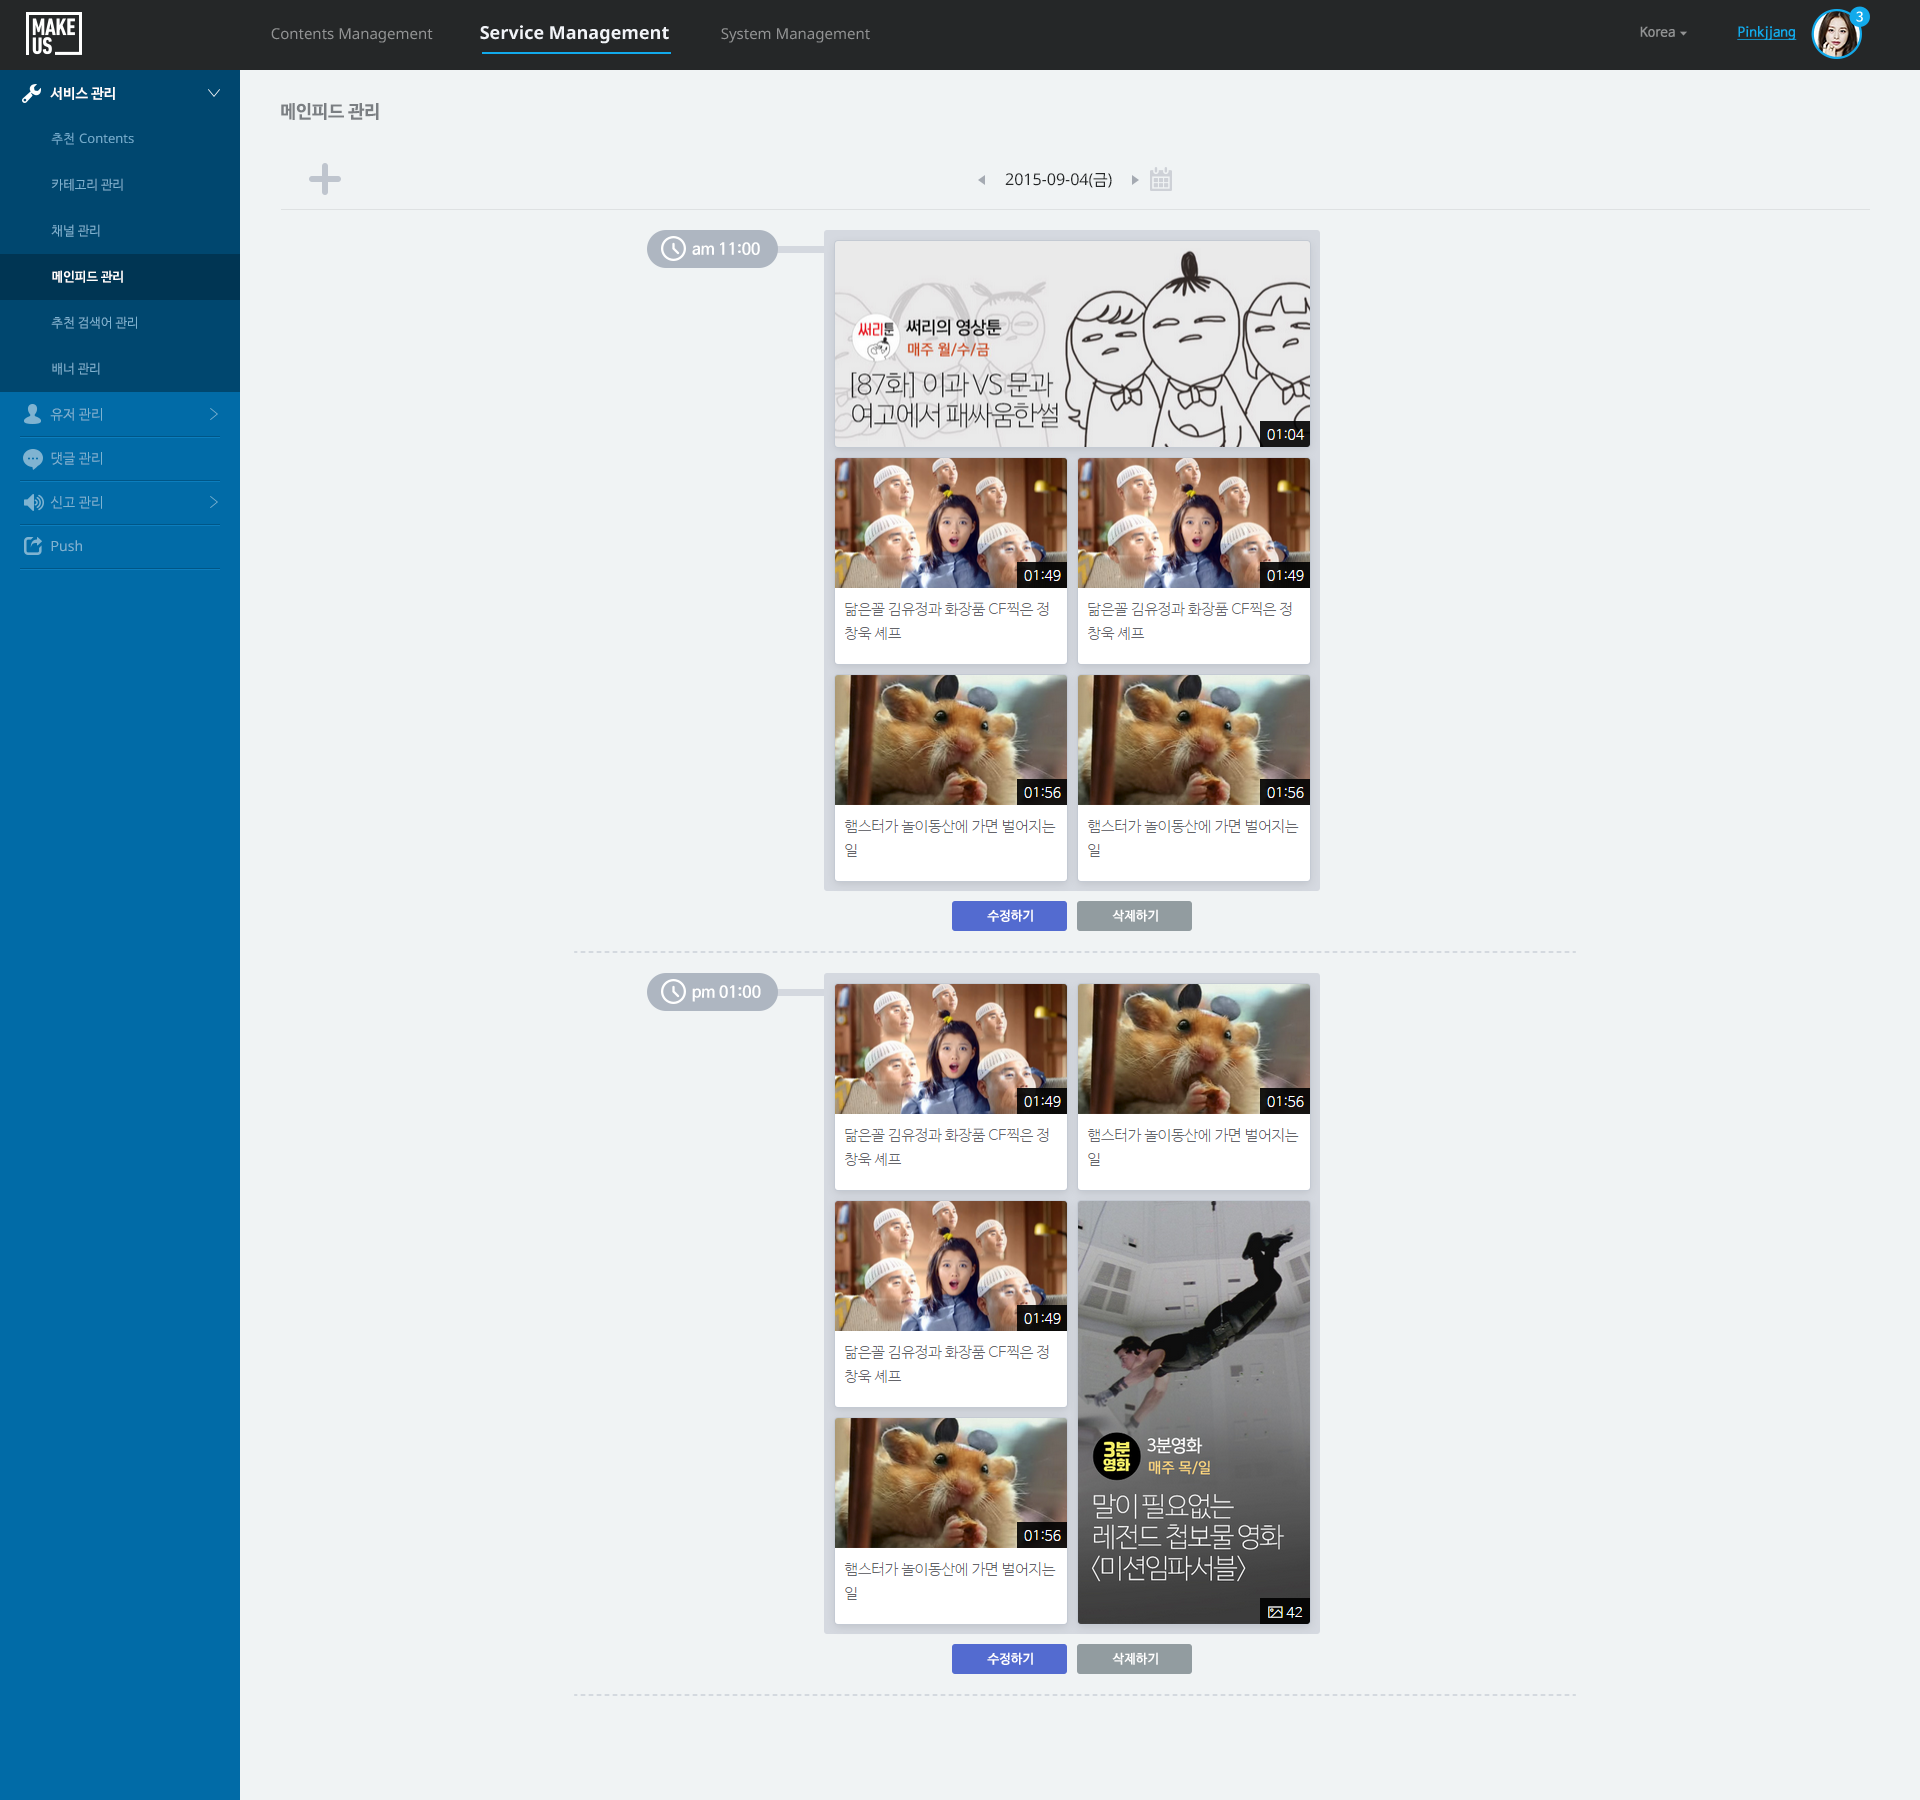 MAKE
US
Contents Management
Service Management
System Management
Korea
Pinkjjang
3
서비스 관리
추천 Contents
카테고리 관리
채널 관리
메인피드 관리
추천 검색어 관리
배너 관리
유저 관리
댓글 관리
신고 관리
Push
메인피드 관리
2015-09-04(금)
am 11:00
써리툰
써리의 영상툰
매주 월/수/금
[87화] 이과 VS 문과
여고에서 패싸움한썰
01:04
01:49
01:49
닮은꼴 김유정과 화장품 CF찍은 정
창욱 셰프
닮은꼴 김유정과 화장품 CF찍은 정
창욱 셰프
01:56
01:56
햄스터가 놀이동산에 가면 벌어지는
일
햄스터가 놀이동산에 가면 벌어지는
일
수정하기
삭제하기
pm 01:00
01:49
01:56
닮은꼴 김유정과 화장품 CF찍은 정
창욱 셰프
햄스터가 놀이동산에 가면 벌어지는
일
01:49
닮은꼴 김유정과 화장품 CF찍은 정
창욱 셰프
01:56
햄스터가 놀이동산에 가면 벌어지는
일
3분
영화
3분영화
매주 목/일
말이 필요없는
레전드 첩보물 영화
<미션임파서블>
42
수정하기
삭제하기